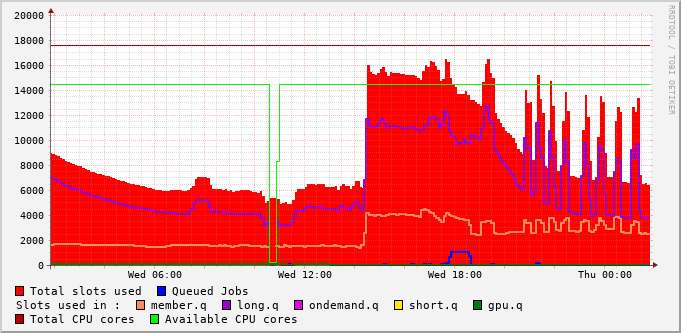 RRDTOOL / TOBI OETIKER
20000
18000
16000
14000
12000
10000
8000
6000
4000
2000
0
Wed 06:00 Wed 12:00 Wed 18:00 Thu 00:00
Total slots used Queued Jobs
Slots used in : member.q long.q ondemand.q short.q gpu.q
Total CPU cores Available CPU cores